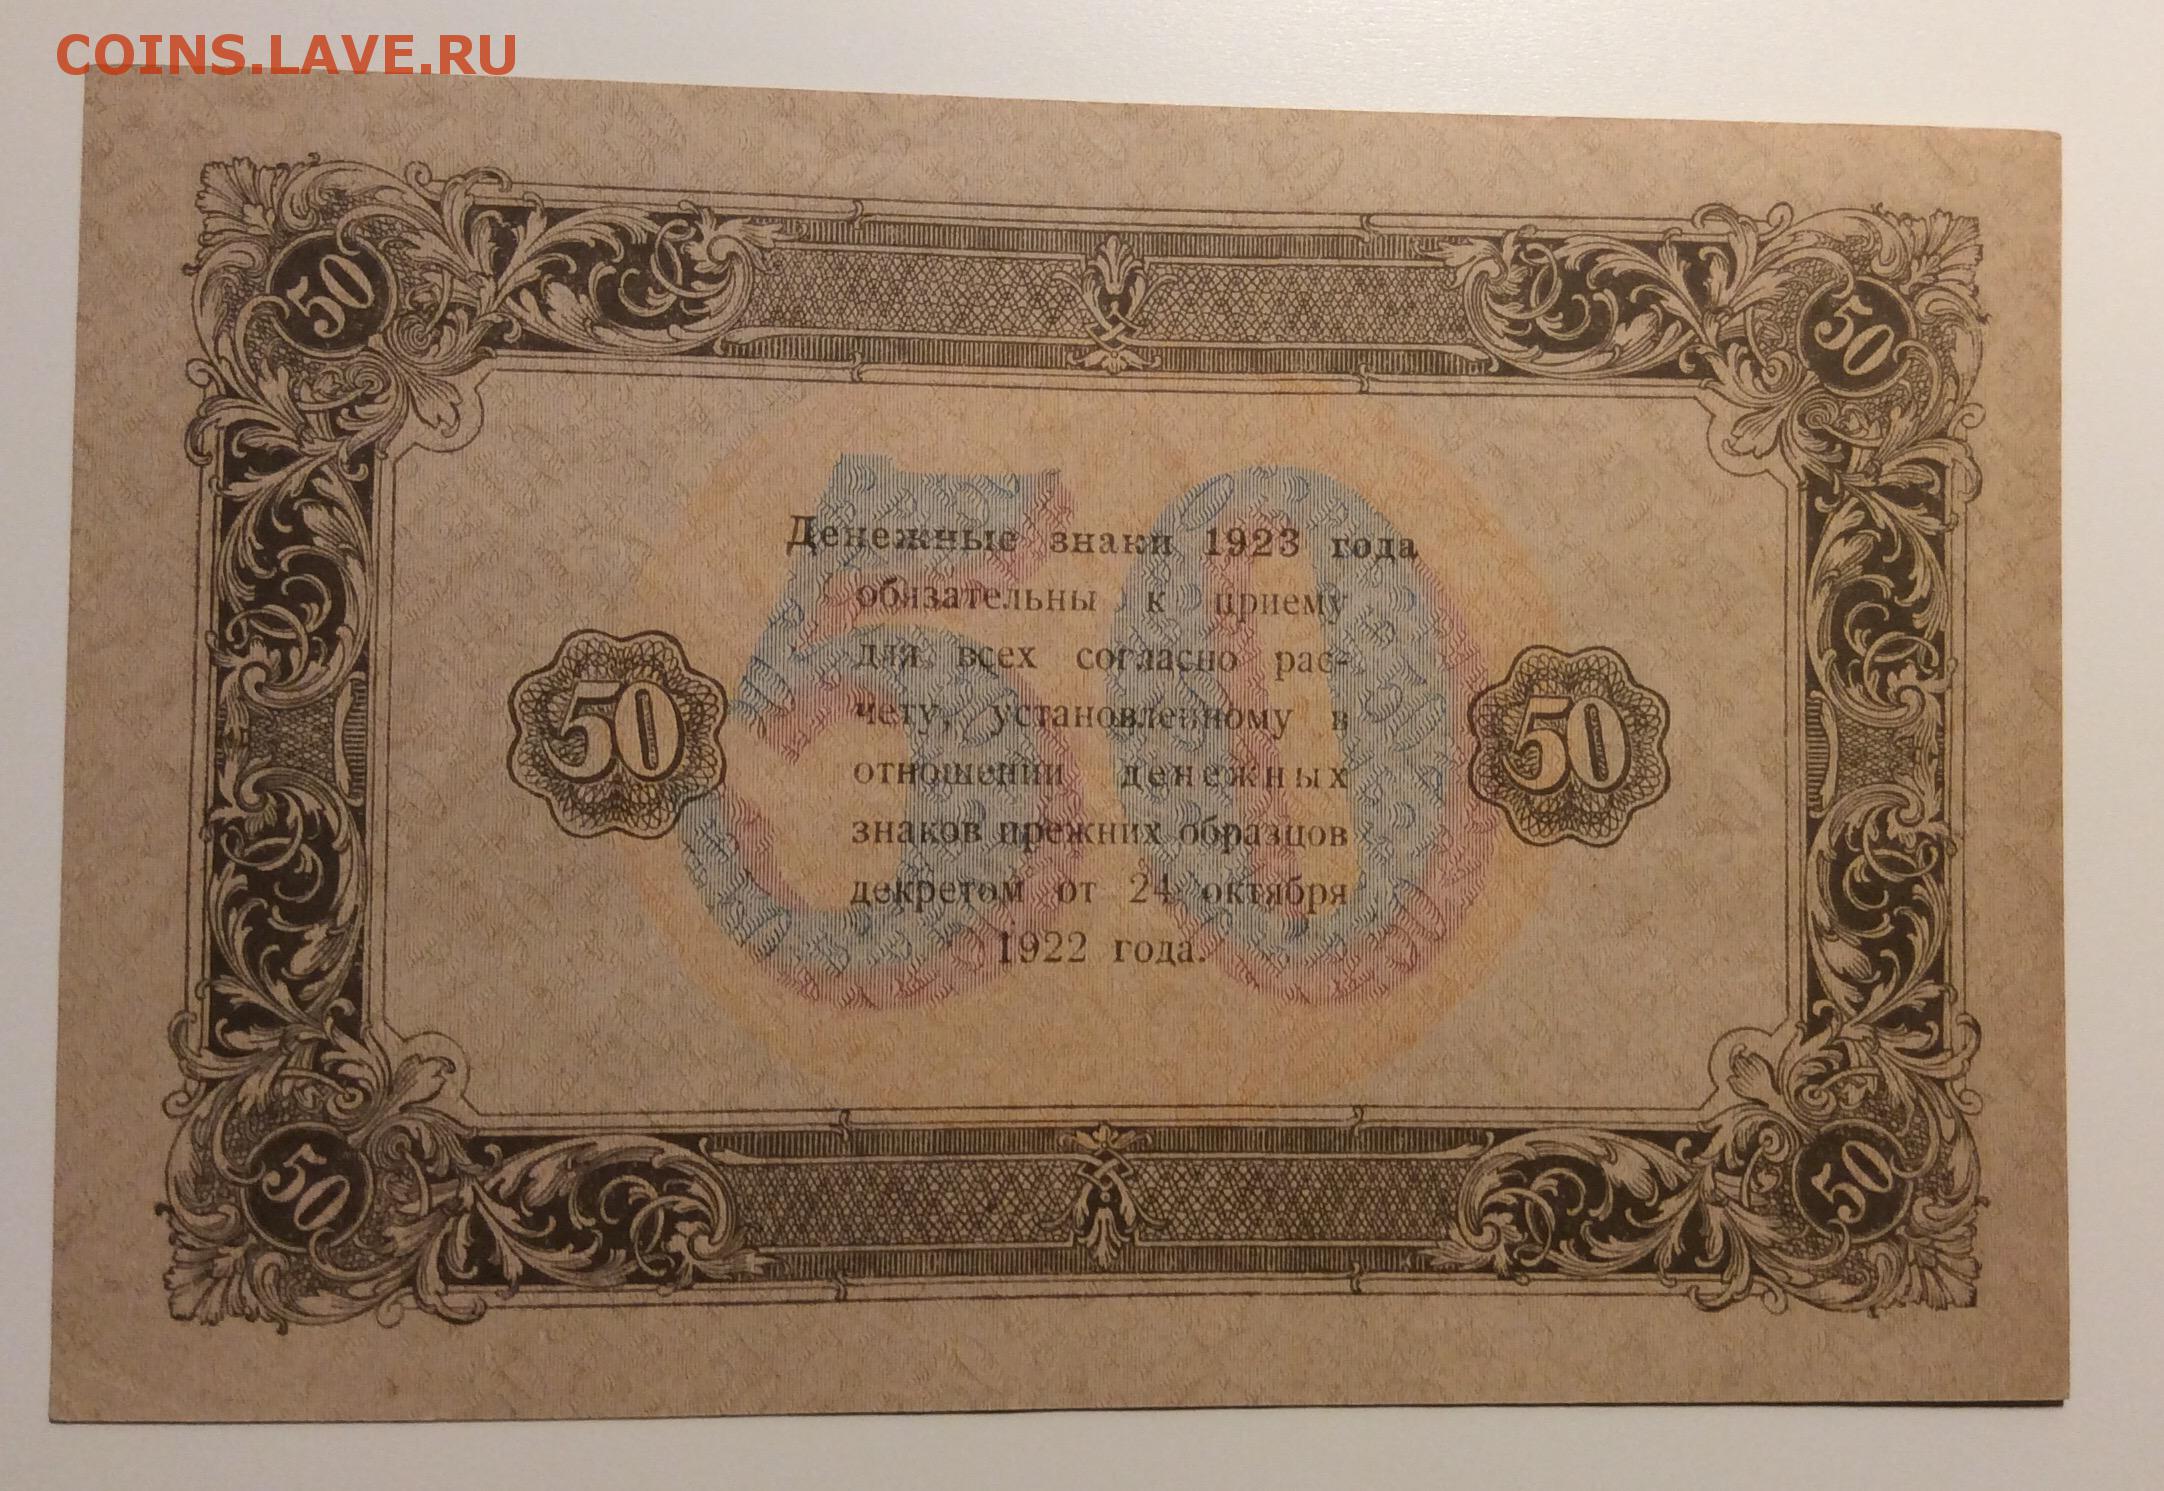 COINS.LAVE.RU
50 50
50
Денежные знаки 1923 года
обязательны к приему
для всех согласно рас-
чету, установленному в
50 50
отношении денежных
знаков прежних образцов
декретом от 24 октября
1922 года.
50 50